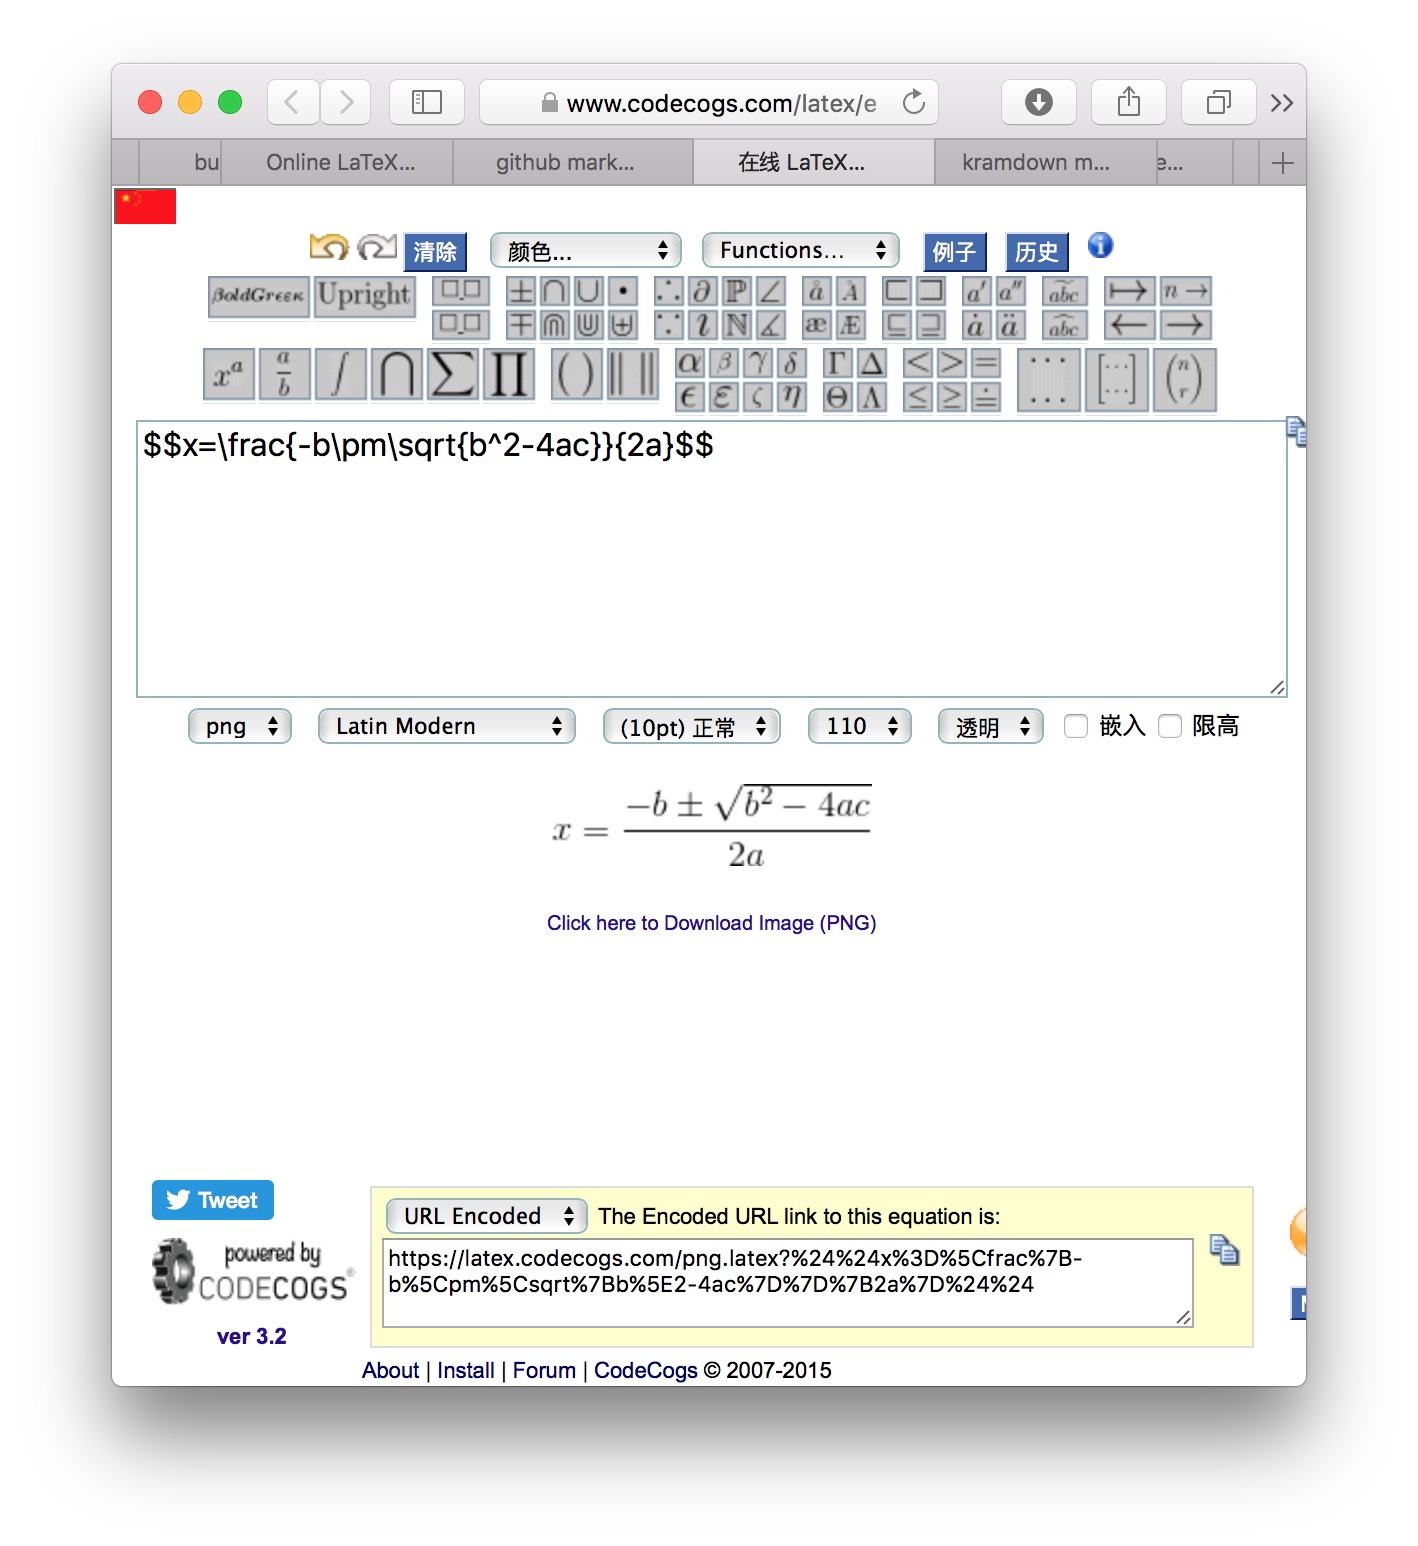 www.codecogs.com/latex/e
bu
Online LaTeX...
github mark...
在线 LaTeX...
kramdown m...
e...
清除
颜色...
Functions...
例子
历史
βoldGreek Upright ± ∩ ∪ • ∴ ∂ ℙ ∠ å Å ⊏ ⊐ a′ a″ abc ↦ n→
∓ ⋒ ⋓ ⊎ ∵ ℓ ℕ ∡ æ Æ ⊑ ⊒ ȧ ä abc ← →
xᵃ a/b ∫ ⋂ ∑ ∏ ( ) || || α β γ δ Γ Δ < > = ... [...] (n r)
ϵ ε ζ η Θ Λ ≤ ≥ ≐
$$x=\frac{-b\pm\sqrt{b^2-4ac}}{2a}$$
png
Latin Modern
(10pt) 正常
110
透明
嵌入
限高
x = (−b ± √(b² − 4ac)) / 2a
Click here to Download Image (PNG)
Tweet
URL Encoded
The Encoded URL link to this equation is:
https://latex.codecogs.com/png.latex?%24%24x%3D%5Cfrac%7B-
b%5Cpm%5Csqrt%7Bb%5E2-4ac%7D%7D%7B2a%7D%24%24
powered by
CODECOGS®
ver 3.2
About | Install | Forum | CodeCogs © 2007-2015